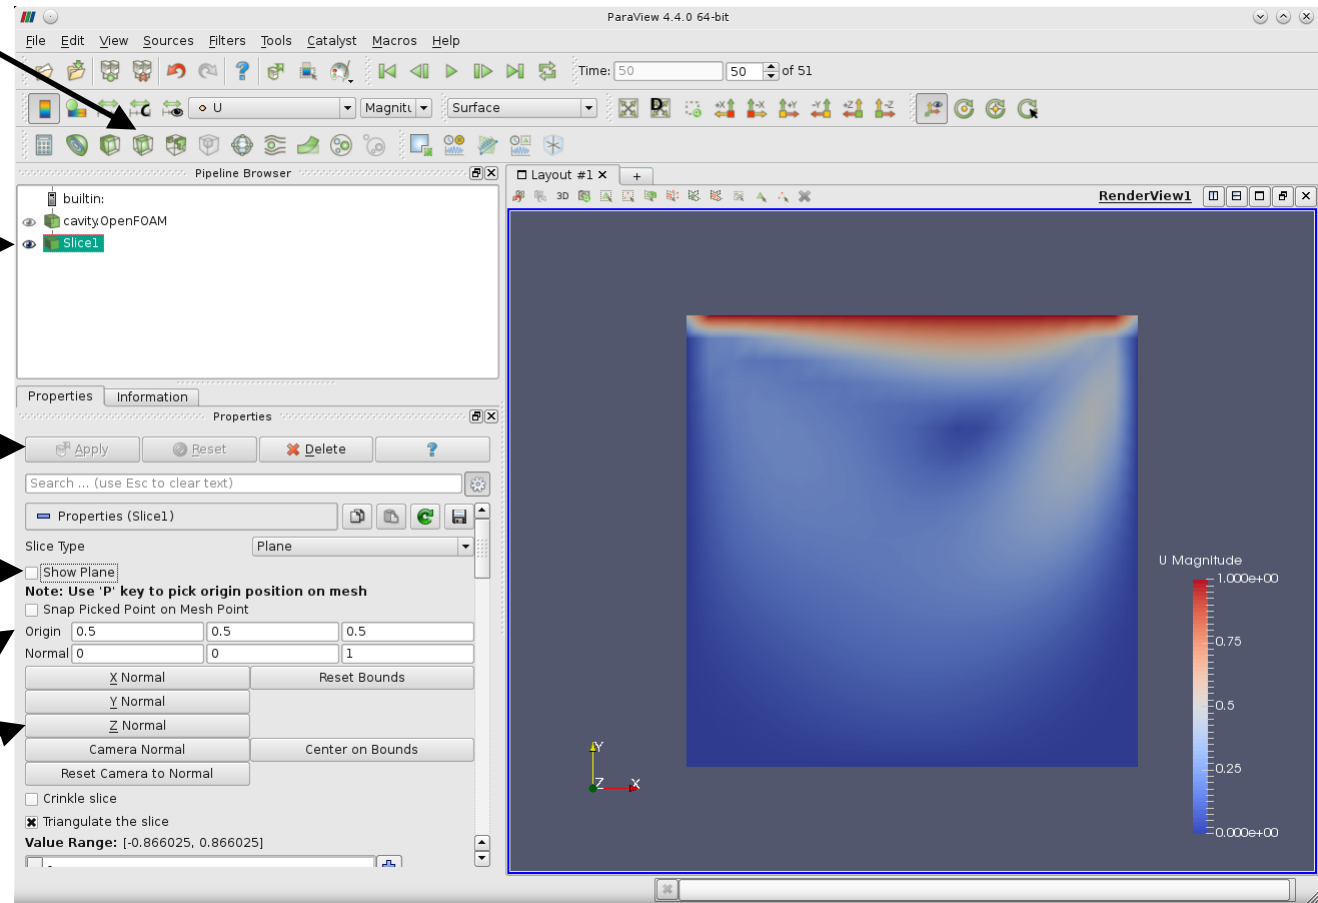 ParaView 4.4.0 64-bit
File Edit View Sources Filters Tools Catalyst Macros Help
Time: 50 50 of 51
U Magnitu Surface
Pipeline Browser
builtin:
cavity.OpenFOAM
Slice1
Layout #1 +
3D
RenderView1
Properties Information
Properties
Apply Reset Delete ?
Search ... (use Esc to clear text)
Properties (Slice1)
Slice Type Plane
Show Plane
Note: Use 'P' key to pick origin position on mesh
Snap Picked Point on Mesh Point
Origin 0.5 0.5 0.5
Normal 0 0 1
X Normal Reset Bounds
Y Normal
Z Normal
Camera Normal Center on Bounds
Reset Camera to Normal
Crinkle slice
Triangulate the slice
Value Range: [-0.866025, 0.866025]
Y
Z X
U Magnitude
1.000e+00
0.75
0.5
0.25
0.000e+00